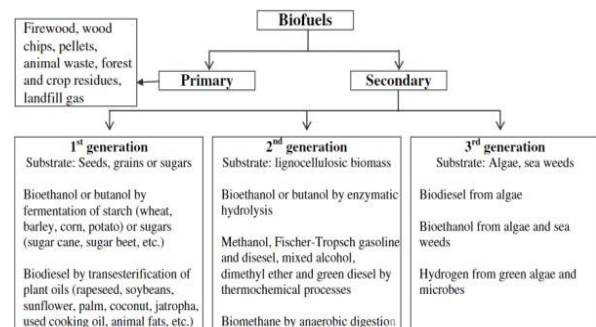 Biofuels
Firewood, wood
chips, pellets,
animal waste, forest
and crop residues,
landfill gas
Primary
Secondary
1st generation
Substrate: Seeds, grains or sugars
Bioethanol or butanol by
fermentation of starch (wheat,
barley, corn, potato) or sugars
(sugar cane, sugar beet, etc.)
Biodiesel by transesterification of
plant oils (rapeseed, soybeans,
sunflower, palm, coconut, jatropha,
used cooking oil, animal fats, etc.)
2nd generation
Substrate: lignocellulosic biomass
Bioethanol or butanol by enzymatic
hydrolysis
Methanol, Fischer-Tropsch gasoline
and disesel, mixed alcohol,
dimethyl ether and green diesel by
thermochemical processes
Biomethane by anaerobic digestion
3rd generation
Substrate: Algae, sea weeds
Biodiesel from algae
Bioethanol from algae and sea
weeds
Hydrogen from green algae and
microbes